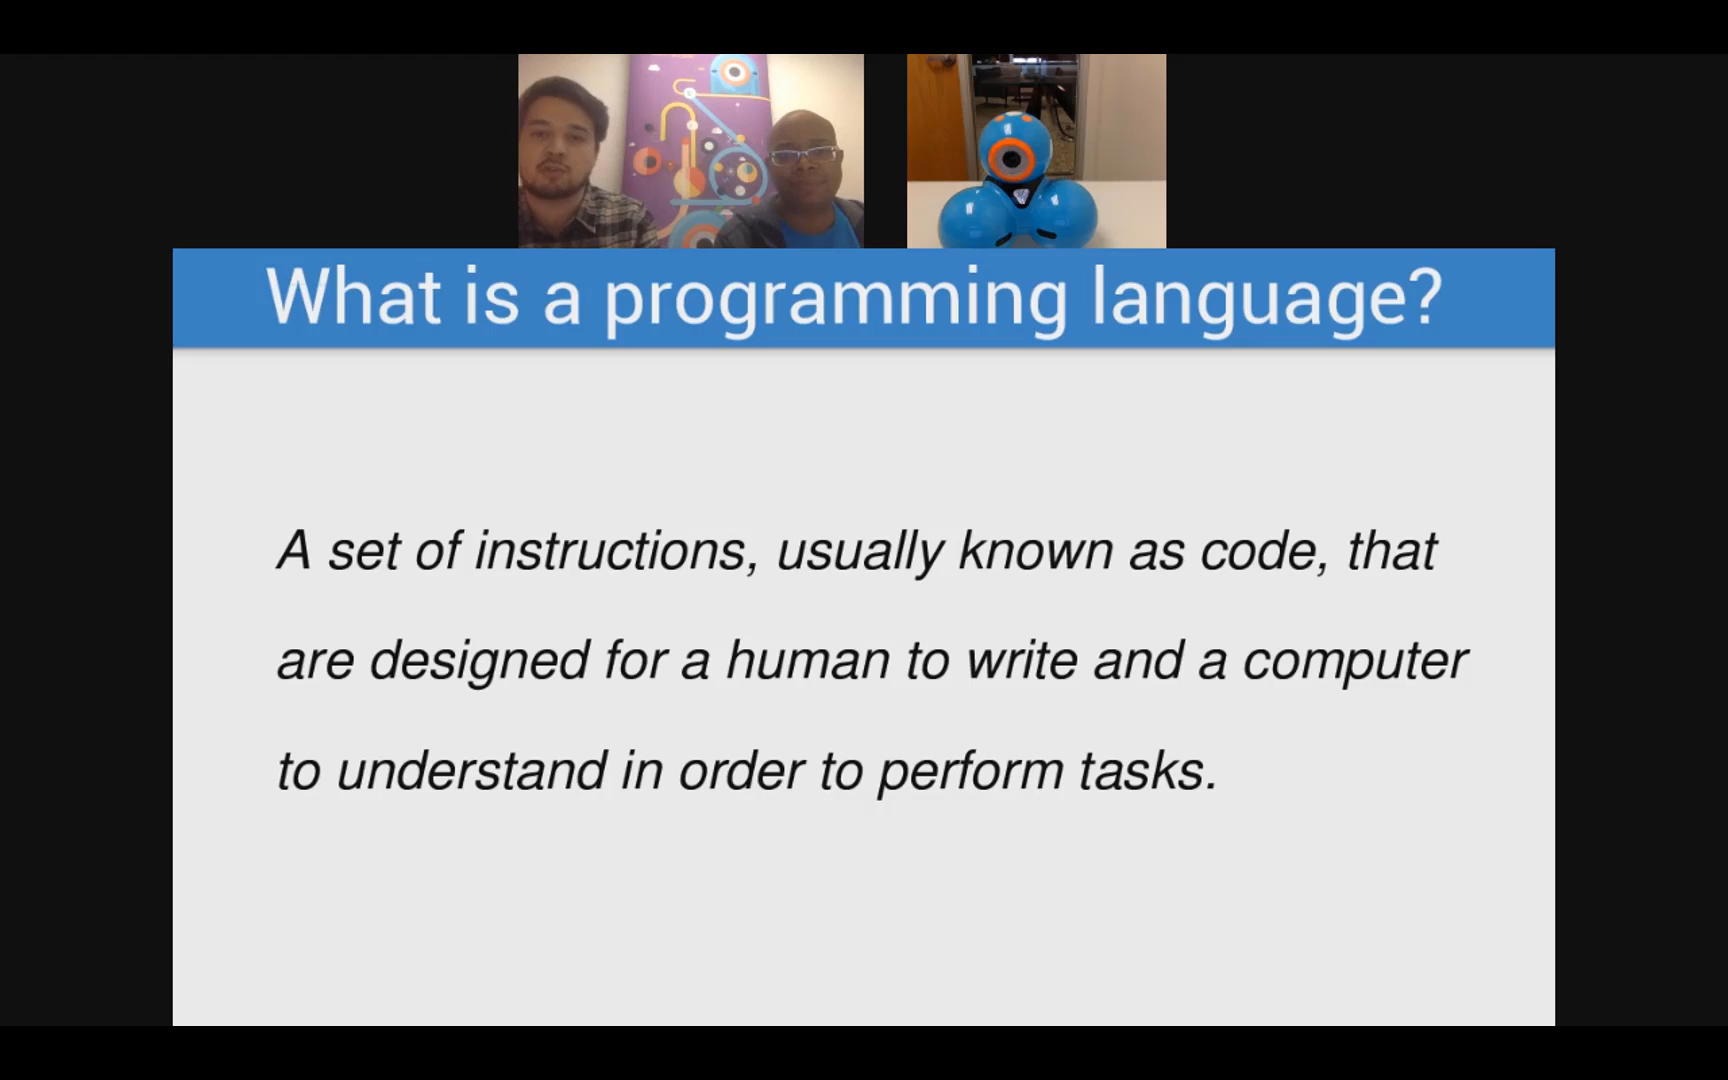 What is a programming language?
A set of instructions, usually known as code, that
are designed for a human to write and a computer
to understand in order to perform tasks.